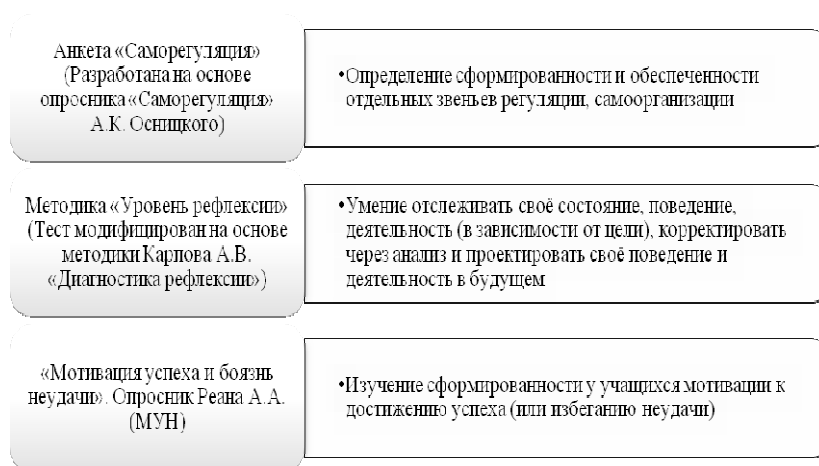 Анкета «Саморегуляция»
(Разработана на основе
опросника «Саморегуляция»
А.К. Осницкого)
•Определение сформированности и обеспеченности
отдельных звеньев регуляции, самоорганизации
Методика «Уровень рефлексии»
(Тест модифицирован на основе
методики Карпова А.В.
«Диагностика рефлексии»)
•Умение отслеживать своё состояние, поведение,
деятельность (в зависимости от цели), корректировать
через анализ и проектировать своё поведение и
деятельность в будущем
«Мотивация успеха и боязнь
неудачи». Опросник Реана А.А.
(МУН)
•Изучение сформированности у учащихся мотивации к
достижению успеха (или избеганию неудачи)